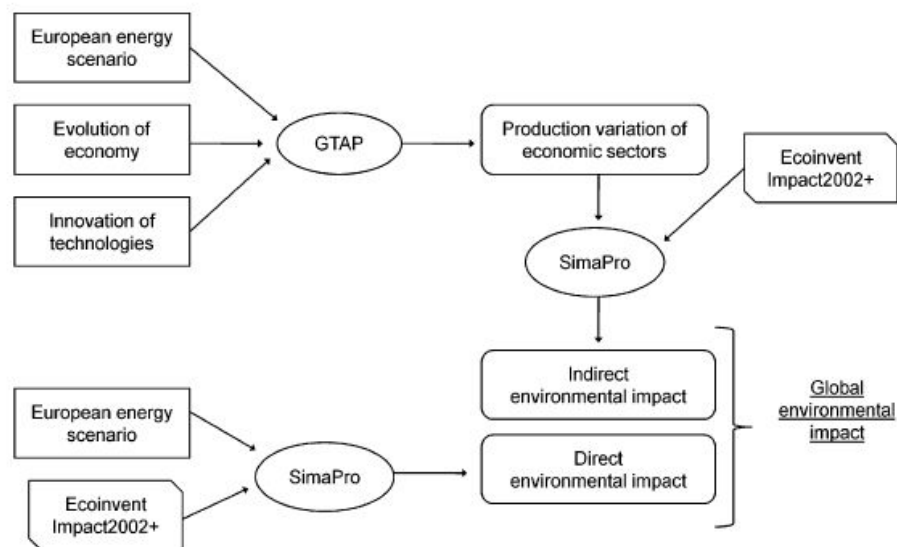 European energy
scenario
Evolution of
economy
Innovation of
technologies
GTAP
Production variation of
economic sectors
Ecoinvent
Impact2002+
SimaPro
Indirect
environmental impact
Global
environmental
impact
European energy
scenario
Ecoinvent
Impact2002+
SimaPro
Direct
environmental impact